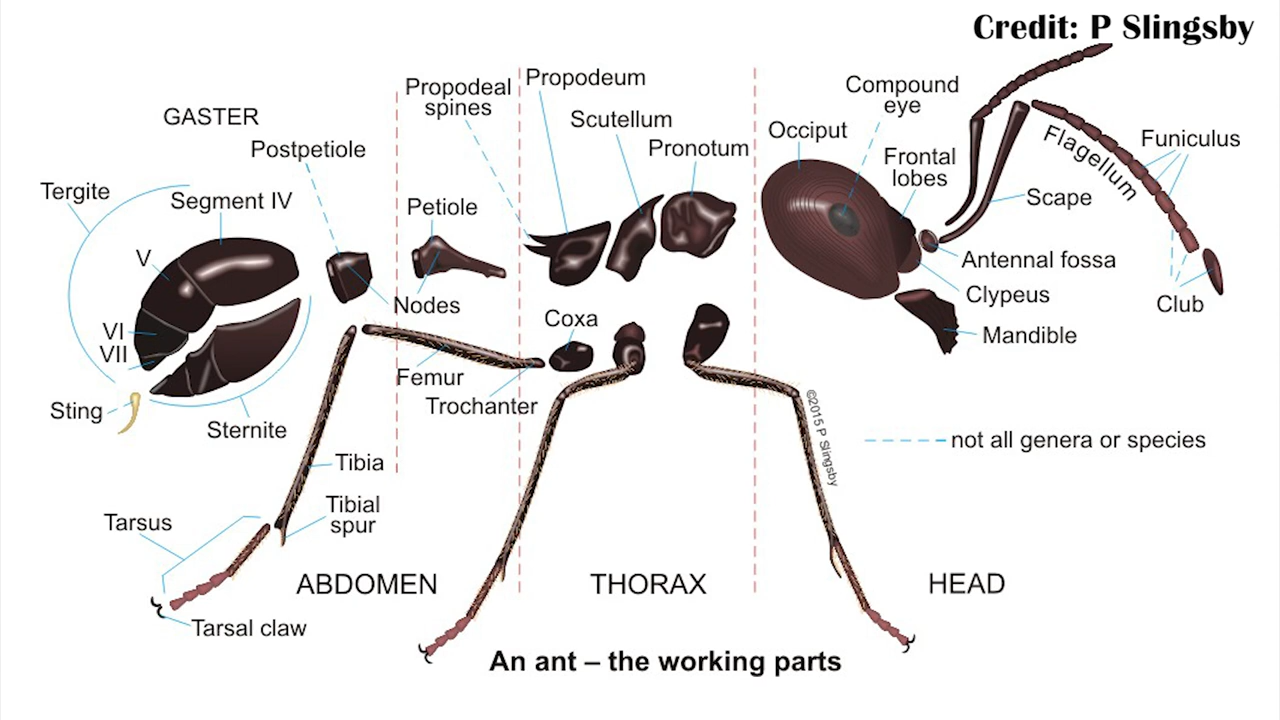 Credit: P Slingsby
GASTER
Postpetiole
Tergite
Segment IV
V
VI
VII
Sting
Sternite
Propodeal
spines
Petiole
Nodes
Propodeum
Scutellum
Pronotum
Coxa
Femur
Trochanter
Tibia
Tibial
spur
Tarsus
Tarsal claw
Compound
eye
Occiput
Frontal
lobes
Flagellum
Funiculus
Scape
Antennal fossa
Clypeus
Club
Mandible
©2015 P Slingsby
not all genera or species
ABDOMEN
THORAX
HEAD
An ant – the working parts